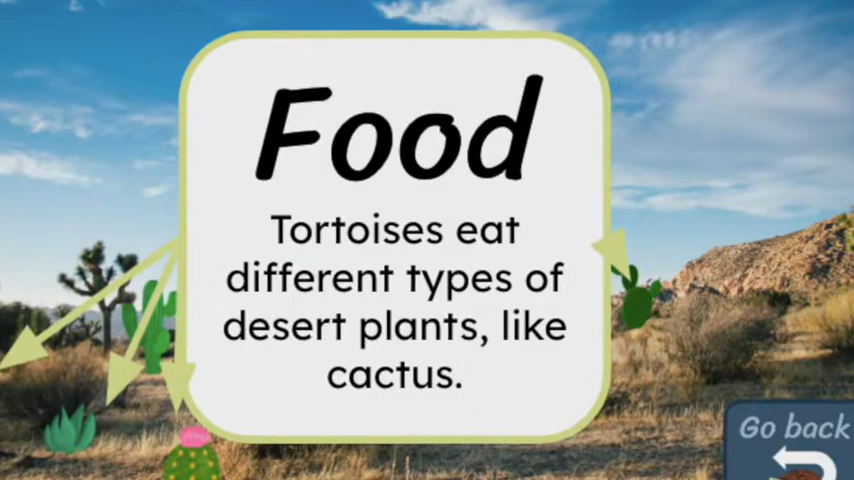 Food
Tortoises eat
different types of
desert plants, like
cactus.
Go back